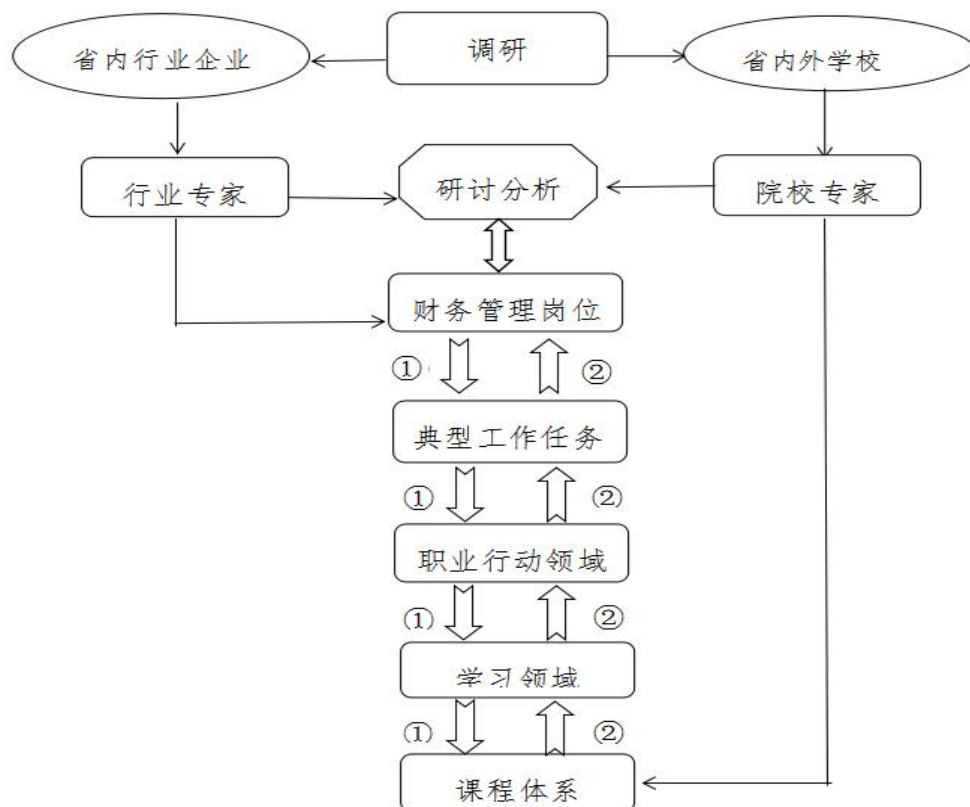 省内行业企业
调研
省内外学校
行业专家
研讨分析
院校专家
财务管理岗位
①
②
典型工作任务
①
②
职业行动领域
①
②
学习领域
①
②
课程体系